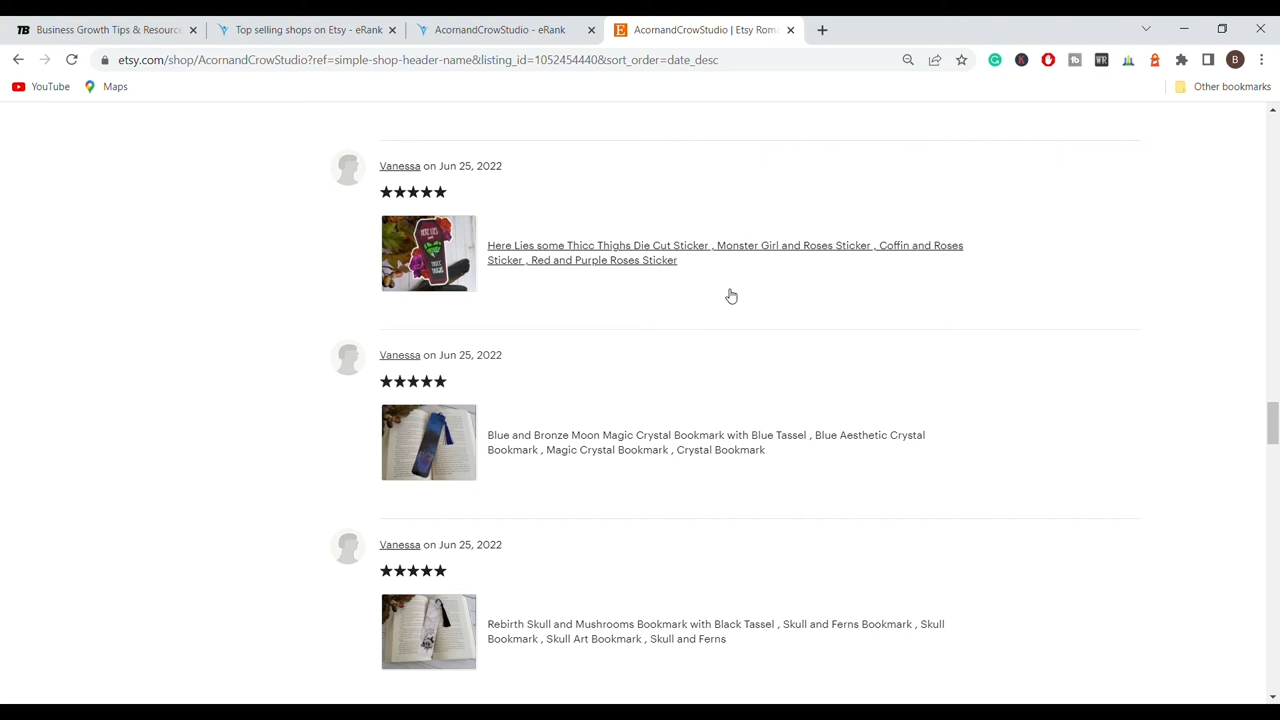 Business Growth Tips & Resource
Top selling shops on Etsy - eRank
AcornandCrowStudio - eRank
AcornandCrowStudio | Etsy Rom
etsy.com/shop/AcornandCrowStudio?ref=simple-shop-header-name&listing_id=1052454440&sort_order=date_desc
YouTube
Maps
Other bookmarks
Vanessa on Jun 25, 2022
Here Lies some Thicc Thighs Die Cut Sticker , Monster Girl and Roses Sticker , Coffin and Roses
Sticker , Red and Purple Roses Sticker
Vanessa on Jun 25, 2022
Blue and Bronze Moon Magic Crystal Bookmark with Blue Tassel , Blue Aesthetic Crystal
Bookmark , Magic Crystal Bookmark , Crystal Bookmark
Vanessa on Jun 25, 2022
Rebirth Skull and Mushrooms Bookmark with Black Tassel , Skull and Ferns Bookmark , Skull
Bookmark , Skull Art Bookmark , Skull and Ferns